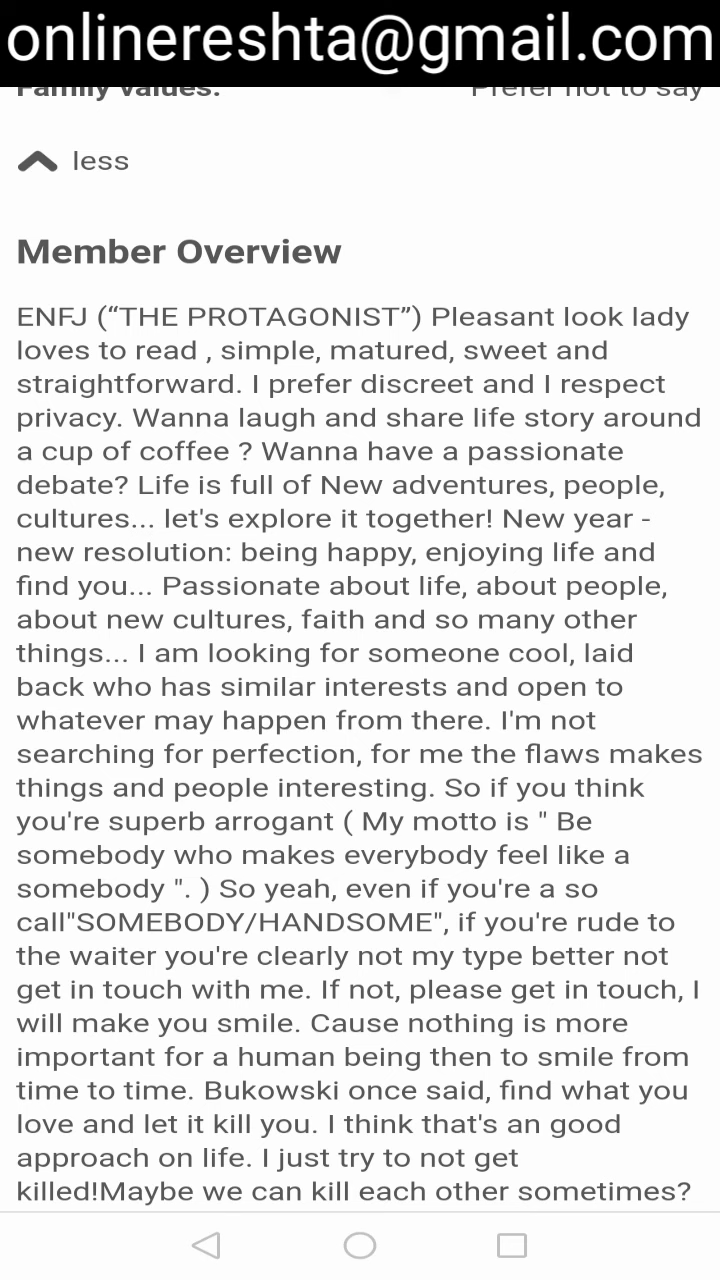 onlinereshta@gmail.com
Family values: Prefer not to say
less
Member Overview
ENFJ (“THE PROTAGONIST”) Pleasant look lady
loves to read , simple, matured, sweet and
straightforward. I prefer discreet and I respect
privacy. Wanna laugh and share life story around
a cup of coffee ? Wanna have a passionate
debate? Life is full of New adventures, people,
cultures... let's explore it together! New year -
new resolution: being happy, enjoying life and
find you... Passionate about life, about people,
about new cultures, faith and so many other
things... I am looking for someone cool, laid
back who has similar interests and open to
whatever may happen from there. I'm not
searching for perfection, for me the flaws makes
things and people interesting. So if you think
you're superb arrogant ( My motto is " Be
somebody who makes everybody feel like a
somebody ". ) So yeah, even if you're a so
call"SOMEBODY/HANDSOME", if you're rude to
the waiter you're clearly not my type better not
get in touch with me. If not, please get in touch, I
will make you smile. Cause nothing is more
important for a human being then to smile from
time to time. Bukowski once said, find what you
love and let it kill you. I think that's an good
approach on life. I just try to not get
killed!Maybe we can kill each other sometimes?